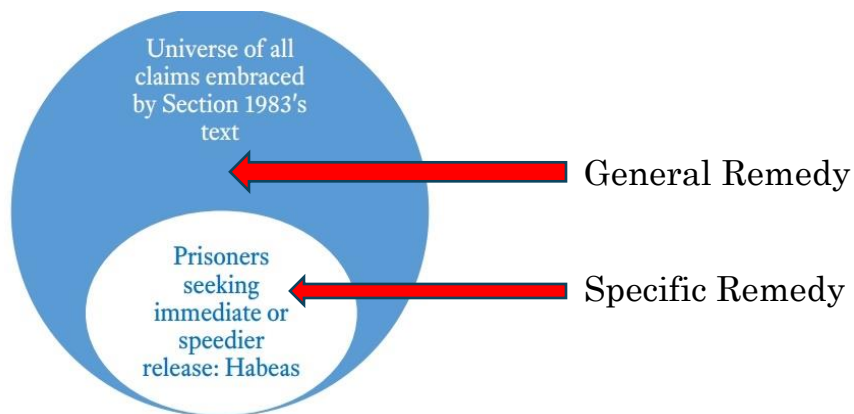 Universe of all
claims embraced
by Section 1983's
text
General Remedy
Prisoners
seeking
immediate or
speedier
release: Habeas
Specific Remedy